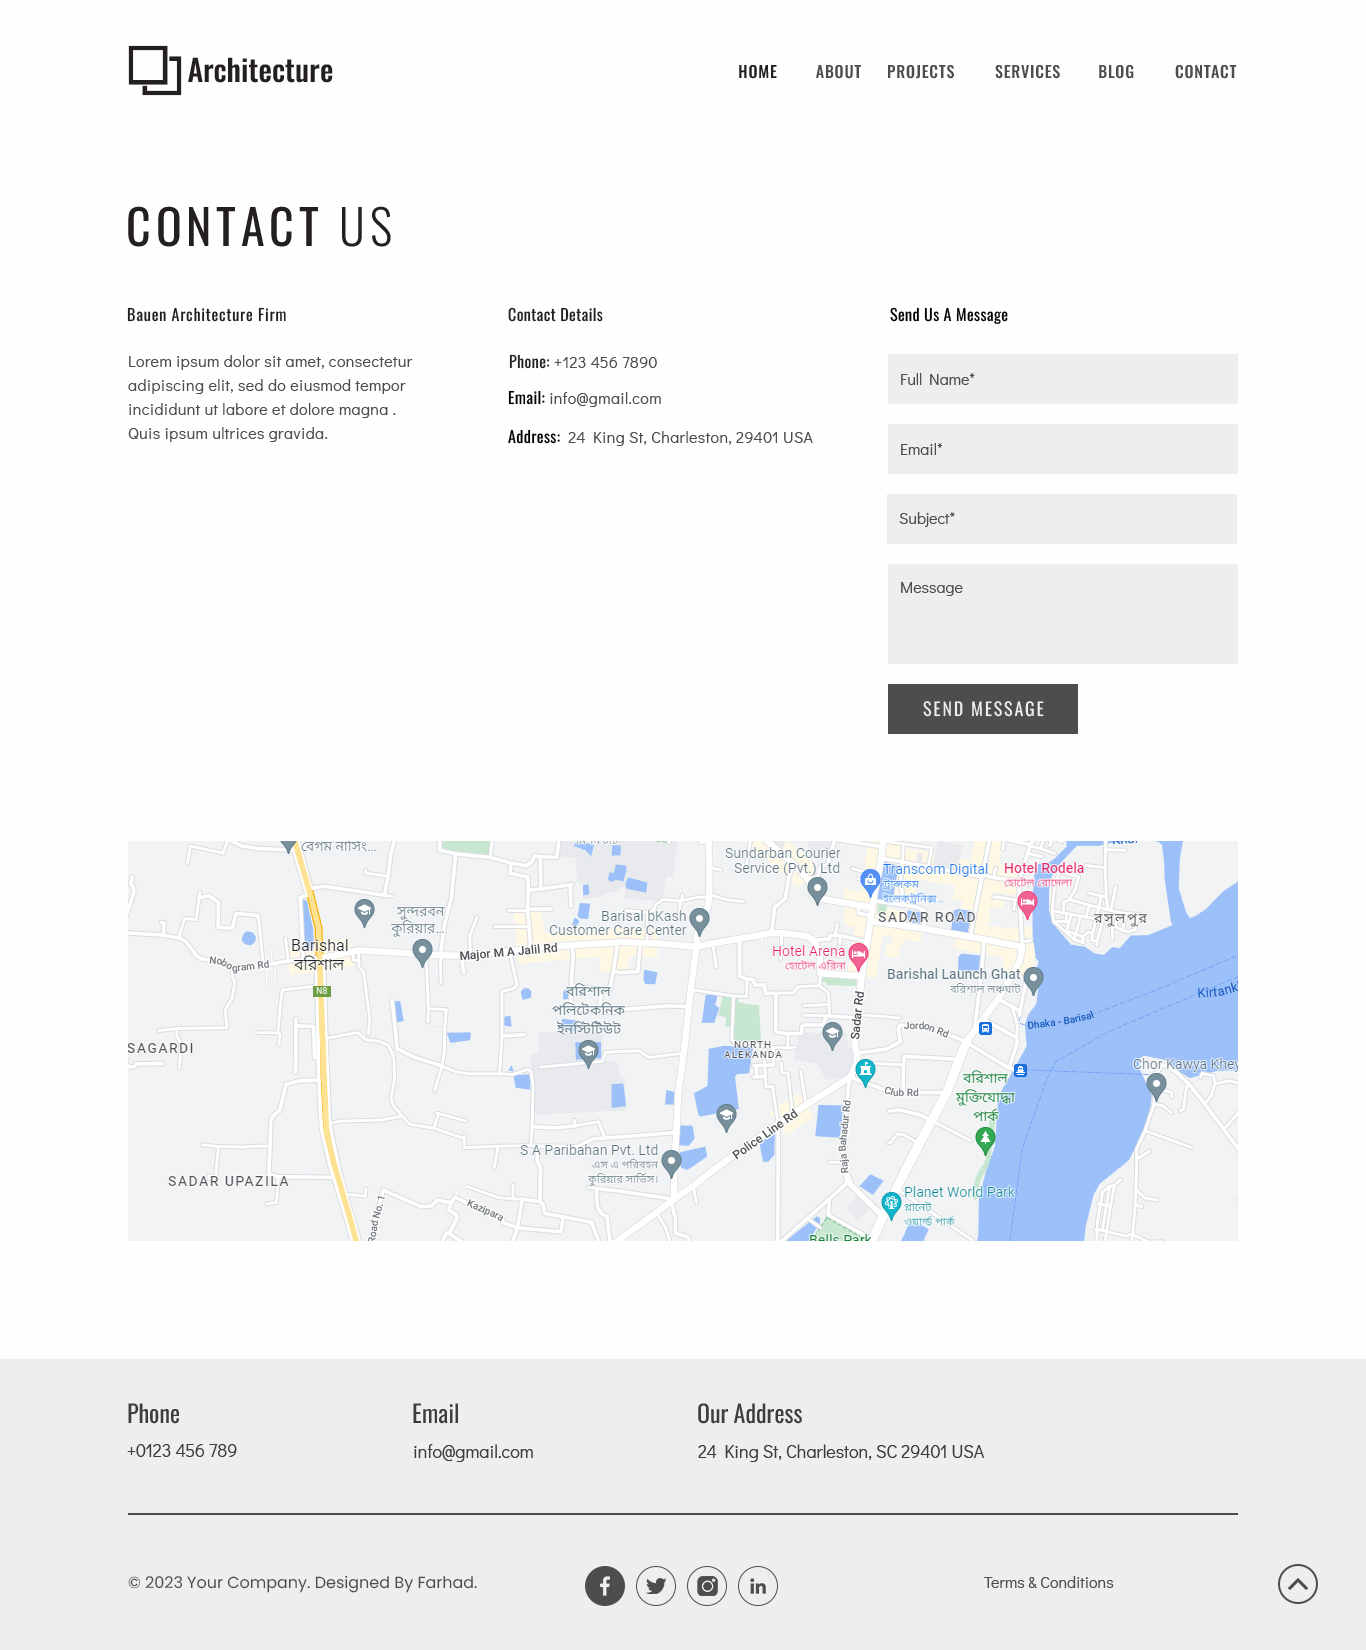 Architecture
HOME ABOUT PROJECTS SERVICES BLOG CONTACT
CONTACT US
Bauen Architecture Firm
Lorem ipsum dolor sit amet, consectetur
adipiscing elit, sed do eiusmod tempor
incididunt ut labore et dolore magna .
Quis ipsum ultrices gravida.
Contact Details
Phone: +123 456 7890
Email: info@gmail.com
Address: 24 King St, Charleston, 29401 USA
Send Us A Message
Full Name*
Email*
Subject*
Message
SEND MESSAGE
বেগম নার্সিং...
সুন্দরবন
কুরিয়ার...
Barishal
বরিশাল
N8
Nobogram Rd
Major M A Jalil Rd
Sundarban Courier
Service (Pvt.) Ltd
Barisal bKash
Customer Care Center
Transcom Digital
ট্রান্সকম
ইলেকট্রনিক্স...
Hotel Rodela
হোটেল রোদেলা
SADAR ROAD
রসুলপুর
Hotel Arena
হোটেল এরিনা
Barishal Launch Ghat
বরিশাল লঞ্চঘাট
Kirtank
বরিশাল
পলিটেকনিক
ইনস্টিটিউট
Sadar Rd
Jordon Rd
Dhaka - Barisal
SAGARDI
NORTH
ALEKANDA
Chor Kawya Khey
বরিশাল
মুক্তিযোদ্ধা
পার্ক
Club Rd
Raja Bahadur Rd
Police Line Rd
S A Paribahan Pvt. Ltd
এস এ পরিবহন
কুরিয়ার সার্ভিস।
SADAR UPAZILA
Road No. 1
Kazipara
Planet World Park
প্লানেট
ওয়ার্ল্ড পার্ক
Bells Park
Phone
+0123 456 789
Email
info@gmail.com
Our Address
24 King St, Charleston, SC 29401 USA
© 2023 Your Company. Designed By Farhad.
Terms & Conditions